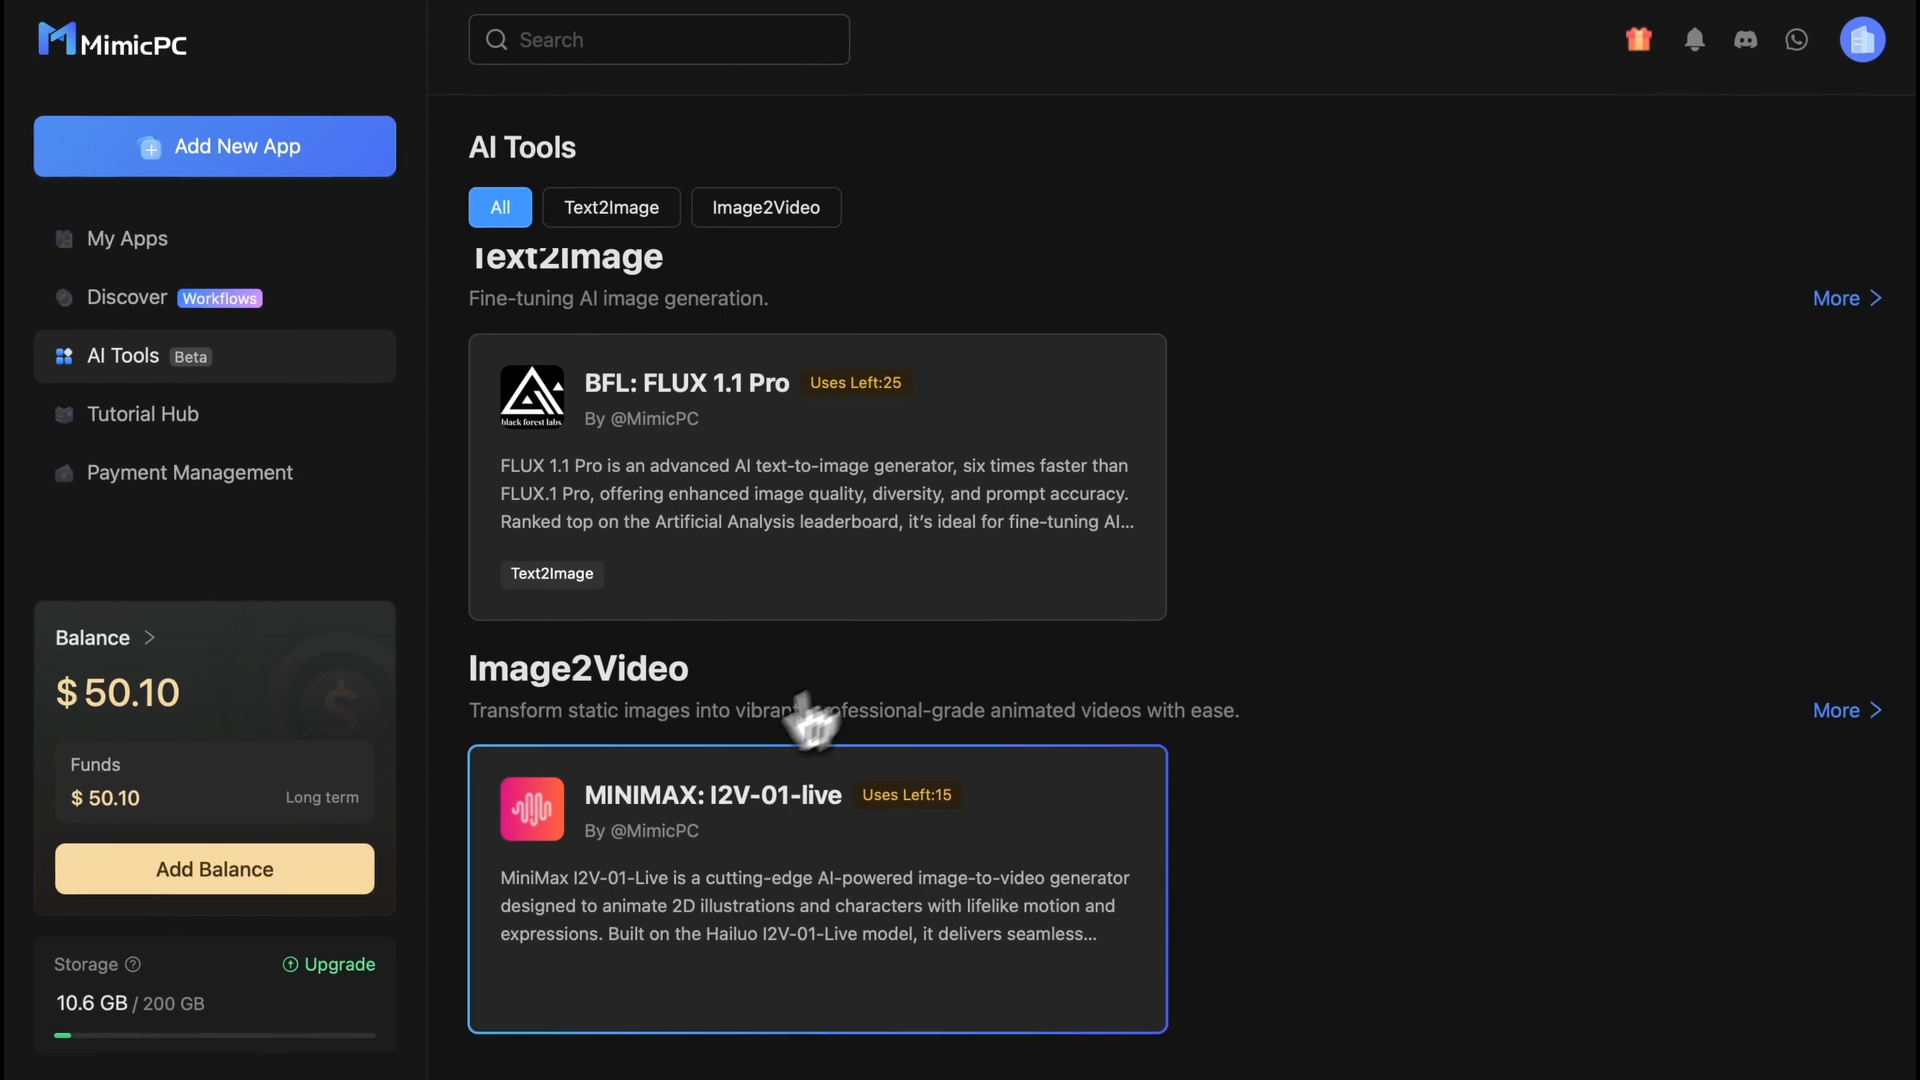 MimicPC
Search
Add New App
My Apps
Discover Workflows
AI Tools Beta
Tutorial Hub
Payment Management
Balance
$ 50.10
Funds
$ 50.10 Long term
Add Balance
Storage Upgrade
10.6 GB / 200 GB
AI Tools
All Text2Image Image2Video
Text2Image
Fine-tuning AI image generation. More
BFL: FLUX 1.1 Pro Uses Left:25
black forest labs
By @MimicPC
FLUX 1.1 Pro is an advanced AI text-to-image generator, six times faster than
FLUX.1 Pro, offering enhanced image quality, diversity, and prompt accuracy.
Ranked top on the Artificial Analysis leaderboard, it's ideal for fine-tuning AI...
Text2Image
Image2Video
Transform static images into vibrant professional-grade animated videos with ease. More
MINIMAX: I2V-01-live Uses Left:15
By @MimicPC
MiniMax I2V-01-Live is a cutting-edge AI-powered image-to-video generator
designed to animate 2D illustrations and characters with lifelike motion and
expressions. Built on the Hailuo I2V-01-Live model, it delivers seamless...